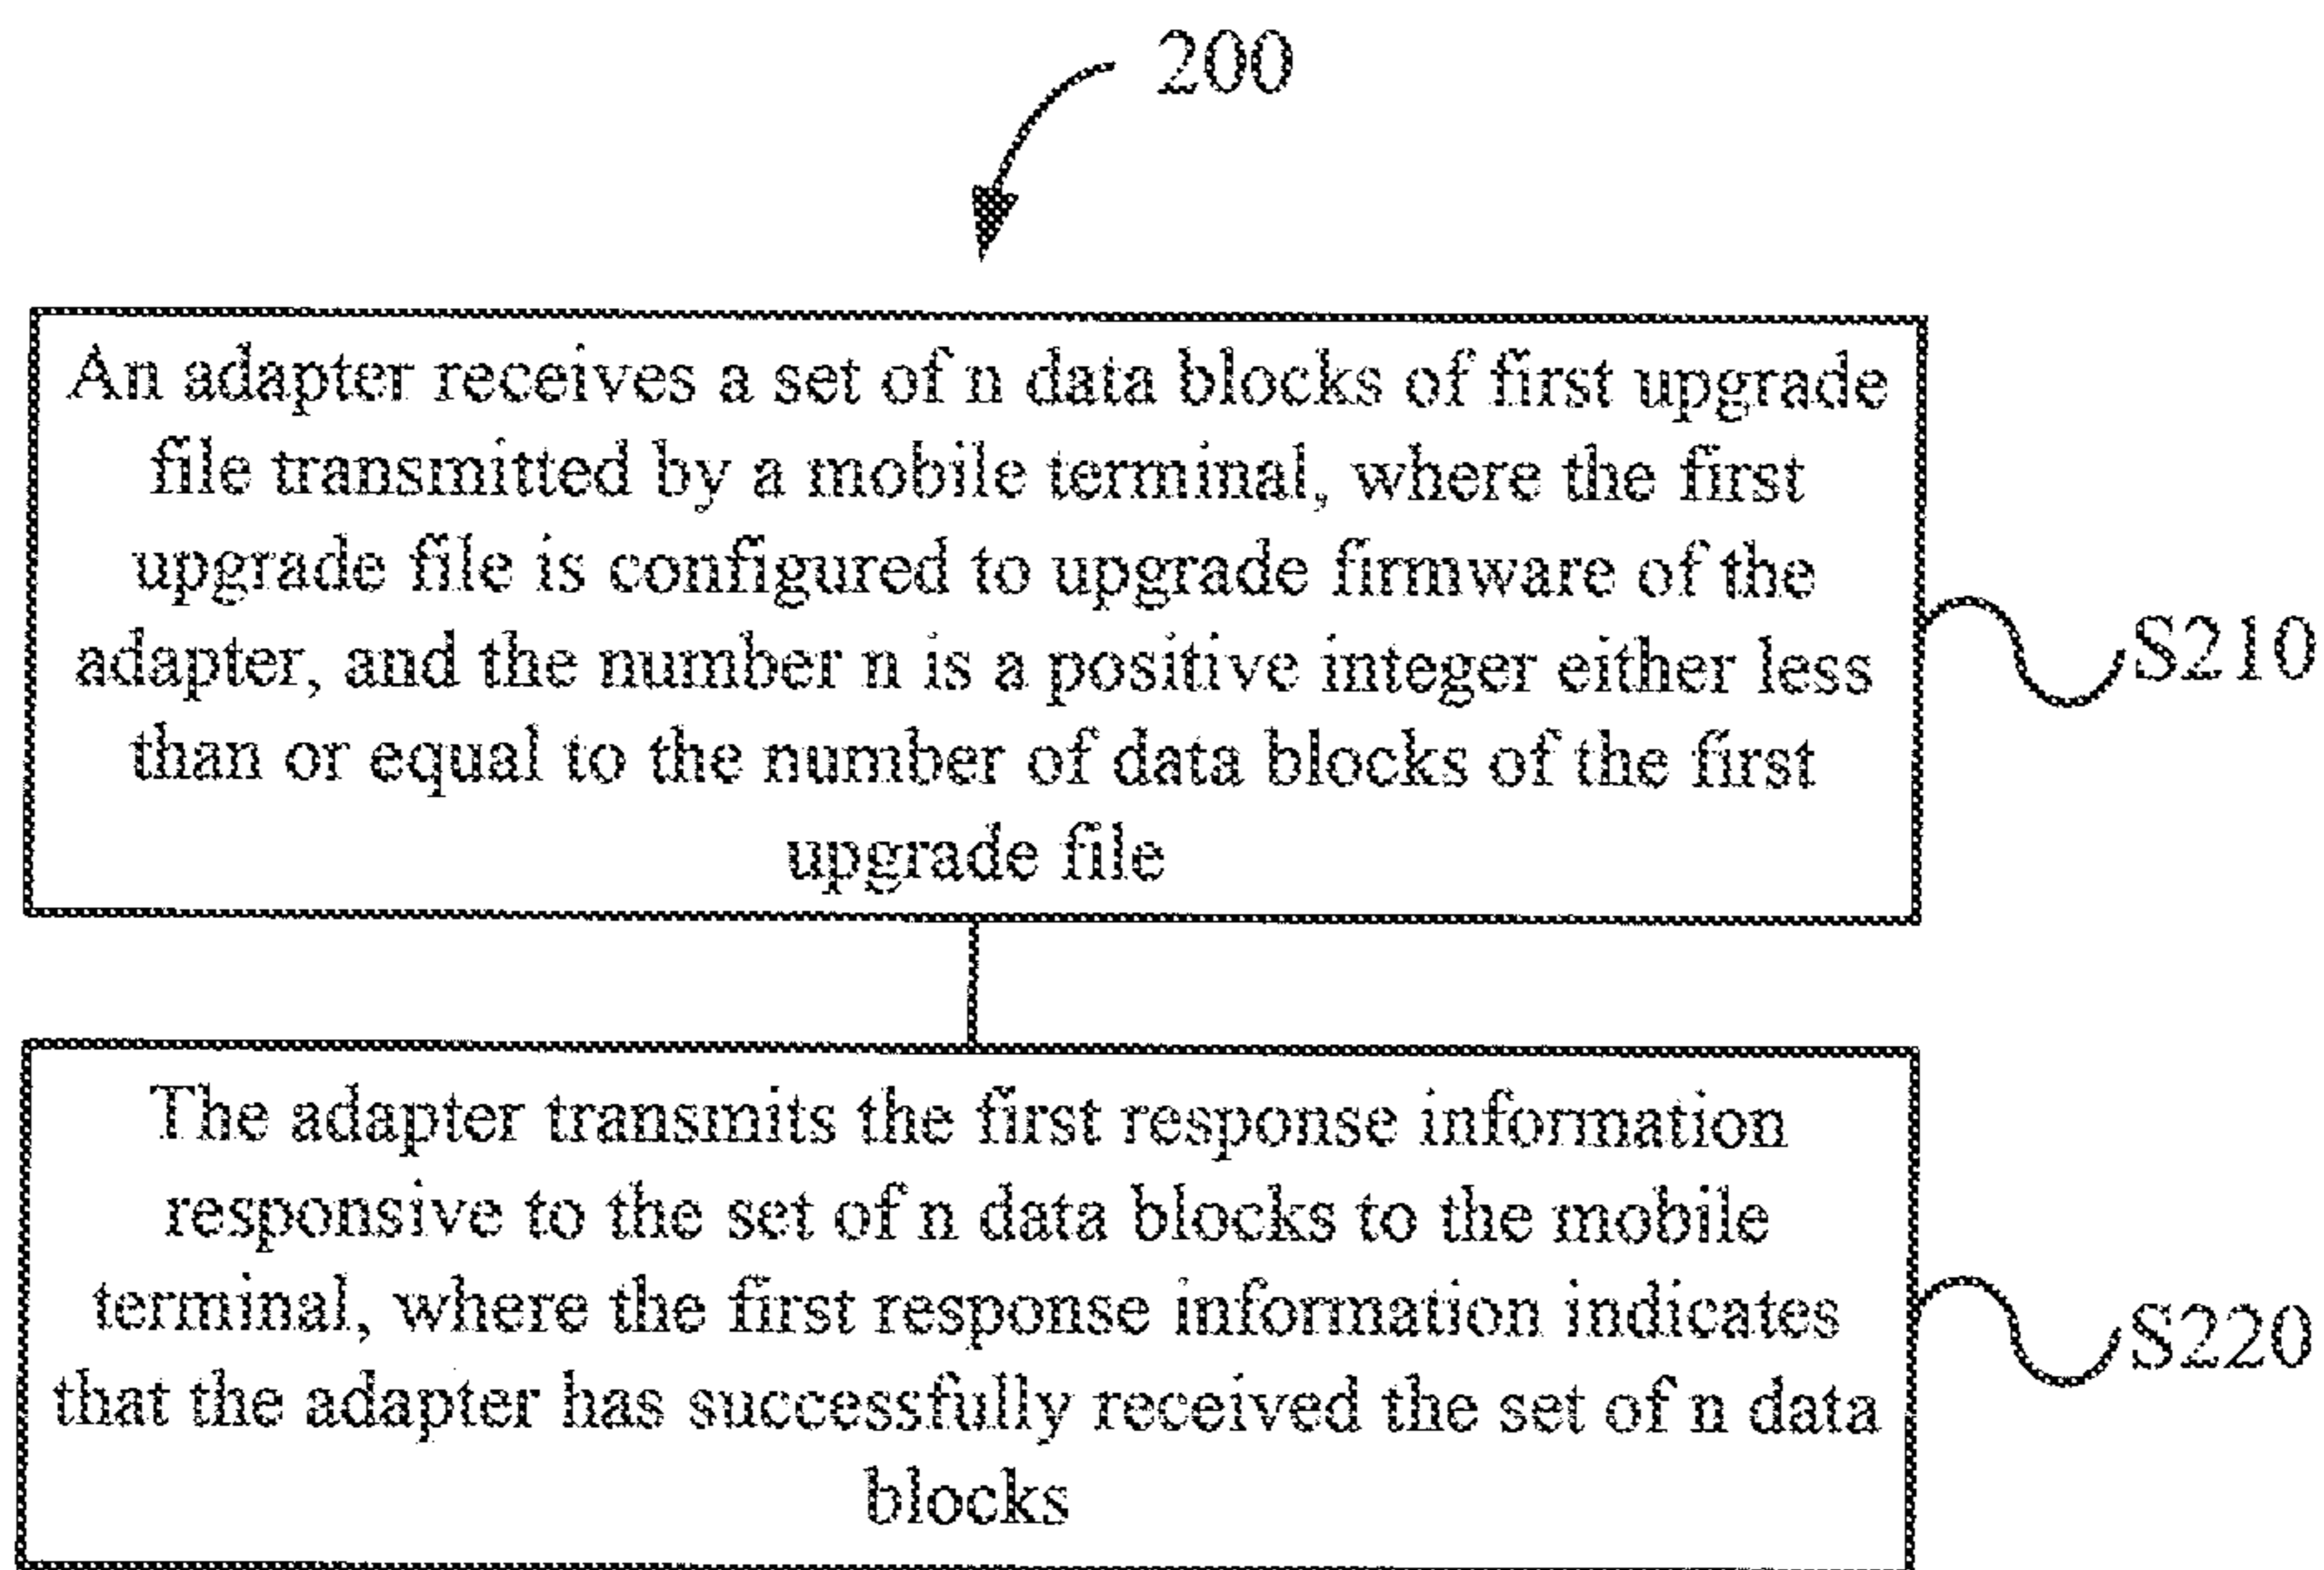 200
An adapter receives a set of n data blocks of first upgrade
file transmitted by a mobile terminal, where the first
upgrade file is configured to upgrade firmware of the
adapter, and the number n is a positive integer either less
than or equal to the number of data blocks of the first
upgrade file
S210
The adapter transmits the first response information
responsive to the set of n data blocks to the mobile
terminal, where the first response information indicates
that the adapter has successfully received the set of n data
blocks
S220